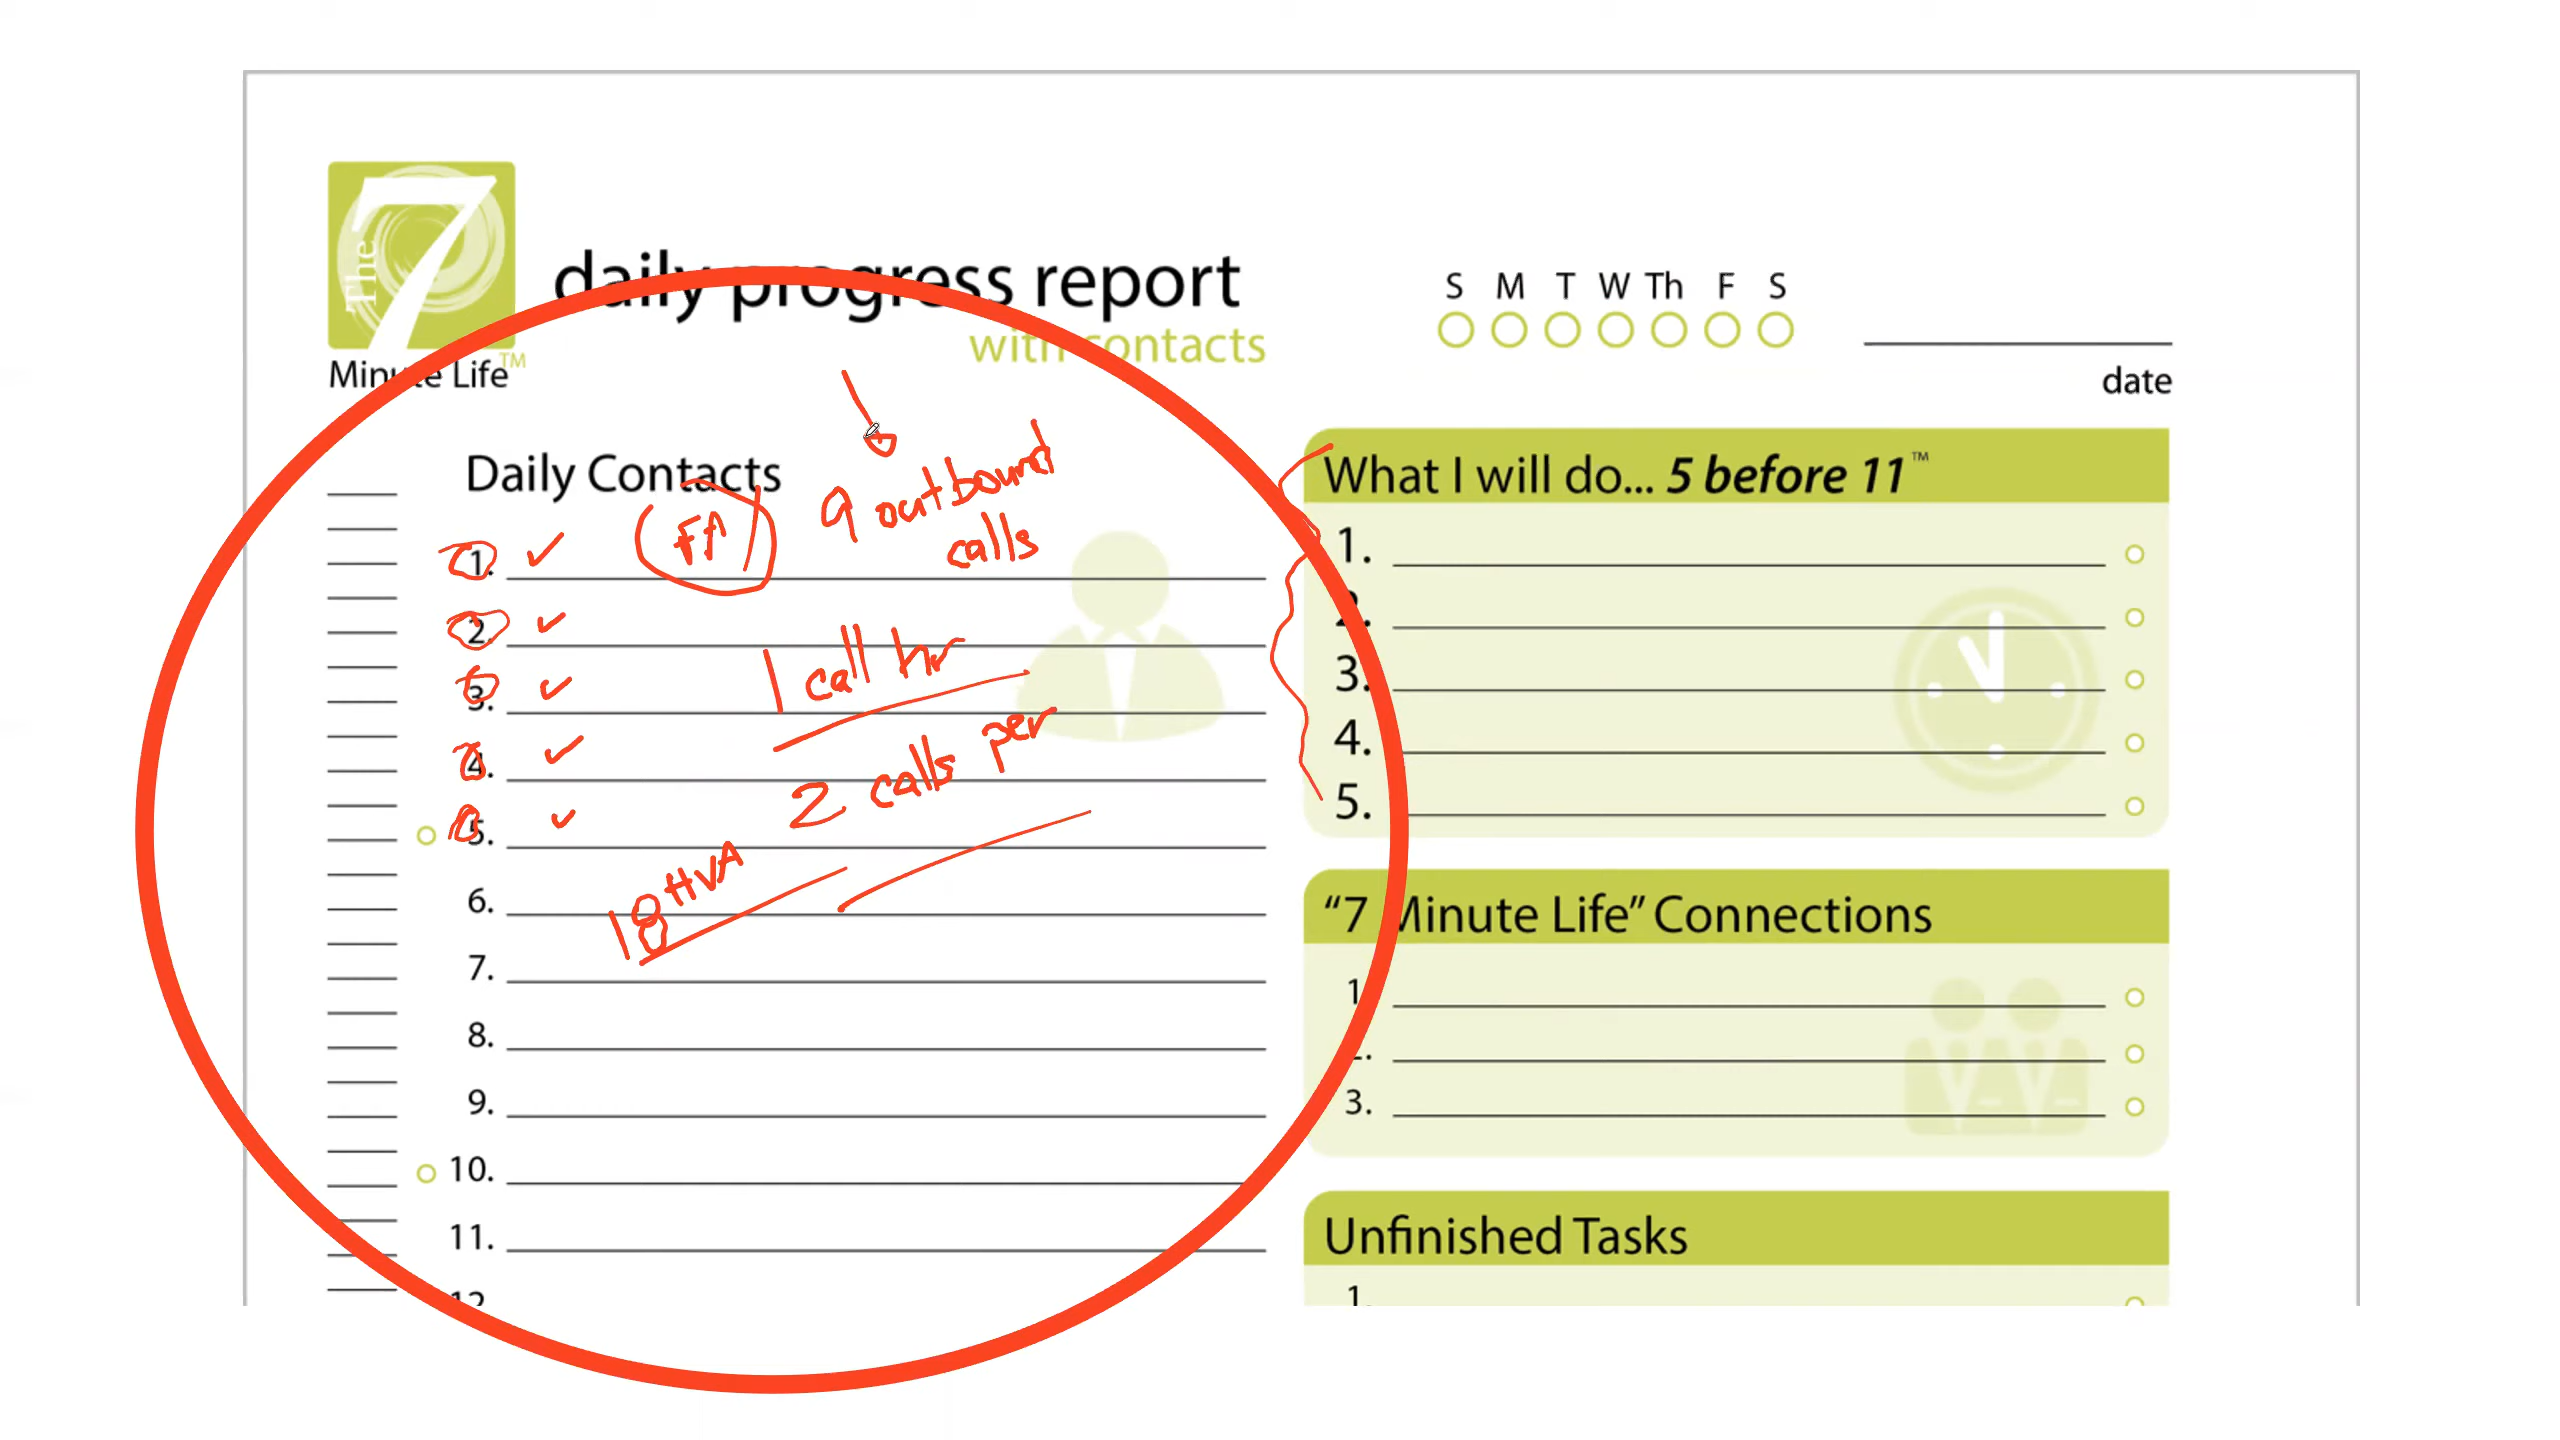 The 7
Minute Life™
daily progress report
with contacts
S M T W Th F S
date
Daily Contacts
FA
9 outbound
calls
1.
2.
1 call hr
3.
2 calls per
4.
5.
18 HVA
6.
7.
8.
9.
10.
11.
12
What I will do... 5 before 11™
1.
2.
3.
4.
5.
“7 Minute Life” Connections
1
2.
3.
Unfinished Tasks
1.